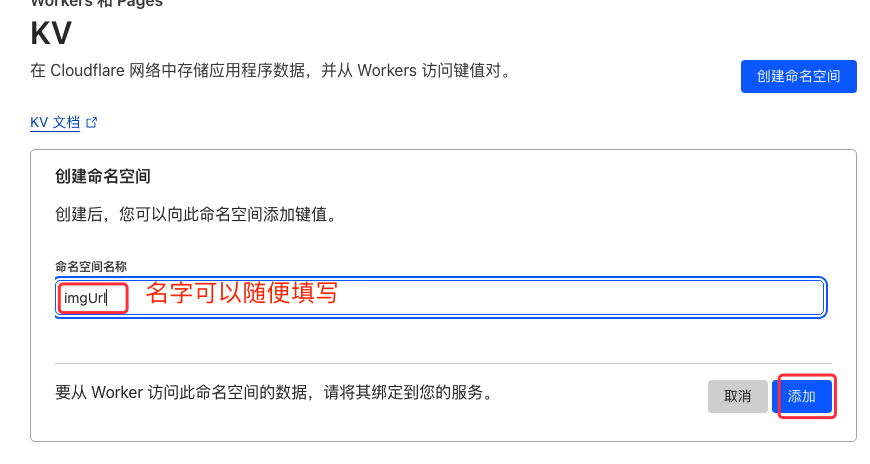 Workers 和 Pages
KV
在 Cloudflare 网络中存储应用程序数据，并从 Workers 访问键值对。
创建命名空间
KV 文档
创建命名空间
创建后，您可以向此命名空间添加键值。
命名空间名称
imgUrl
名字可以随便填写
要从 Worker 访问此命名空间的数据，请将其绑定到您的服务。
取消
添加